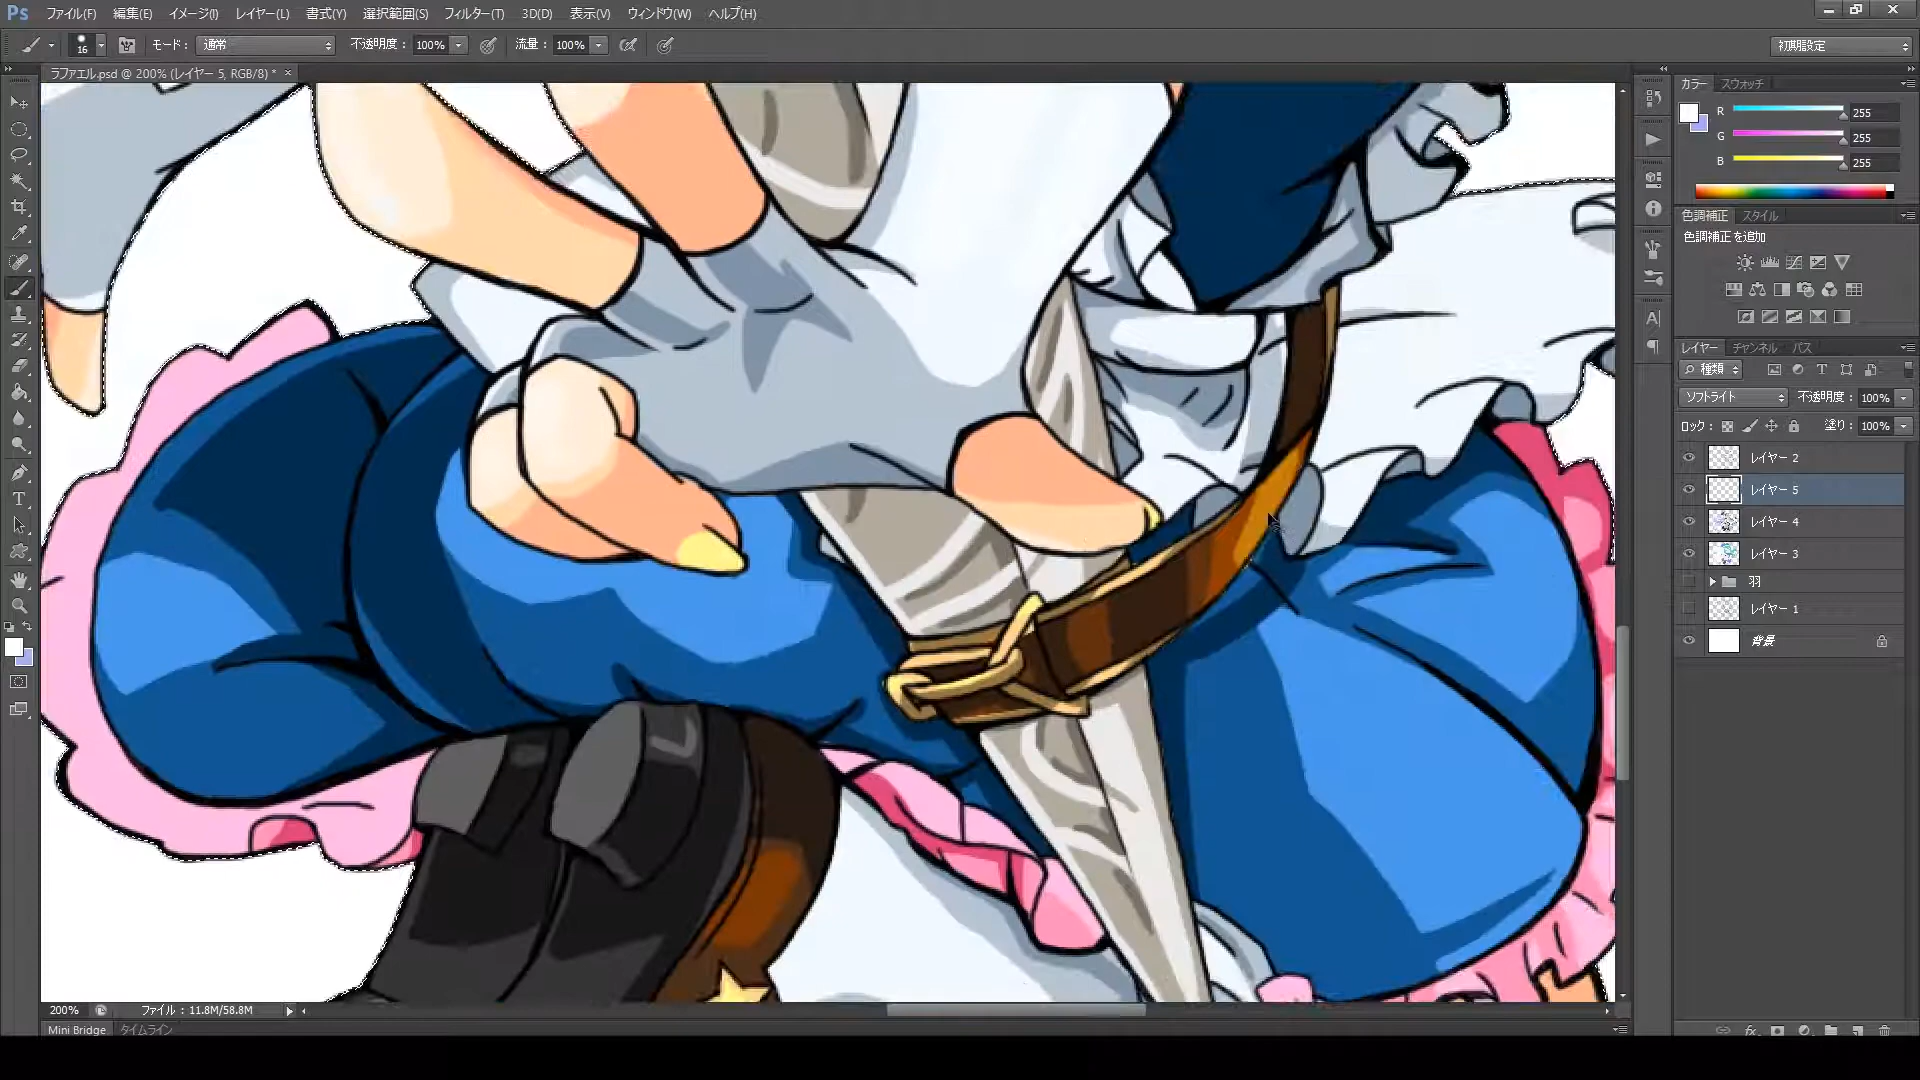 Ps ファイル(F) 編集(E) イメージ(I) レイヤー(L) 書式(Y) 選択範囲(S) フィルター(T) 3D(D) 表示(V) ウィンドウ(W) ヘルプ(H)
16 モード : 通常 不透明度 : 100% 流量 : 100% 初期設定
ラファエル.psd @ 200% (レイヤー 5, RGB/8) * ×
カラー スウォッチ
R 255
G 255
B 255
色調補正 スタイル
色調補正を追加
レイヤー チャンネル パス
種類
ソフトライト 不透明度 : 100%
ロック : 塗り : 100%
レイヤー 2
レイヤー 5
レイヤー 4
レイヤー 3
羽
レイヤー 1
背景
200% ファイル : 11.8M/58.8M
Mini Bridge タイムライン